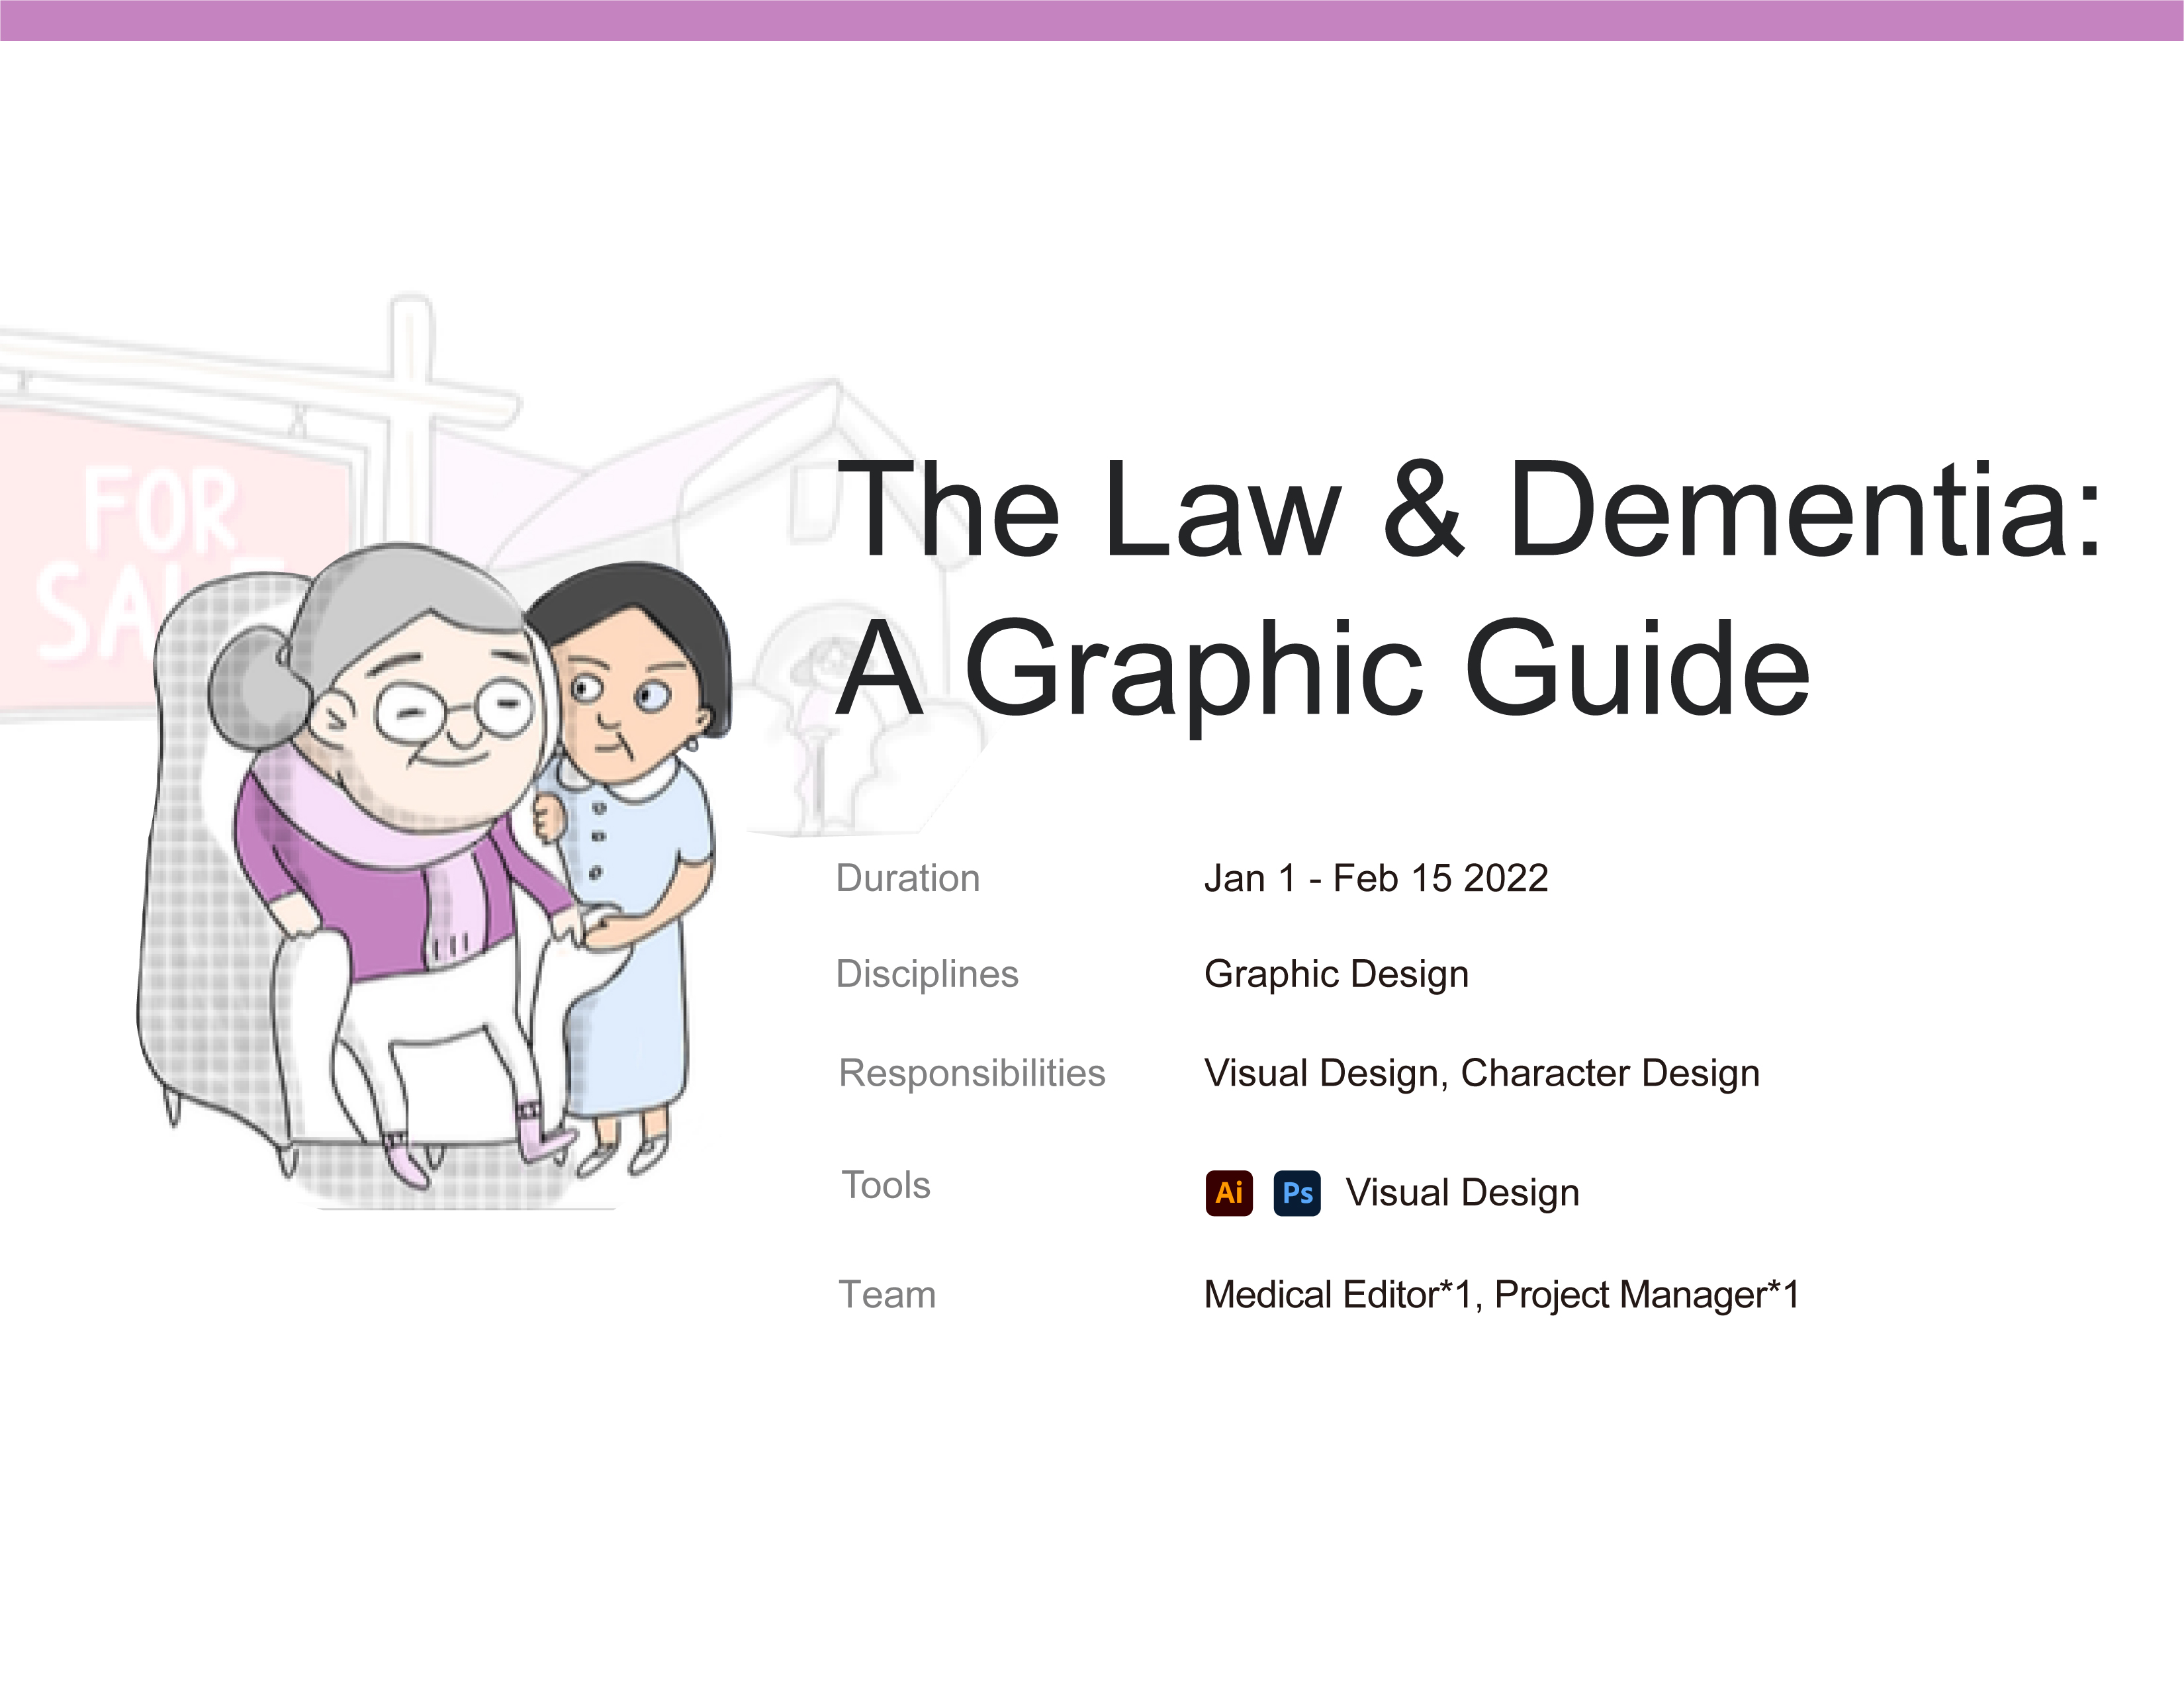 FOR
SALE
The Law & Dementia:
A Graphic Guide
Duration Jan 1 - Feb 15 2022
Disciplines Graphic Design
Responsibilities Visual Design, Character Design
Tools Ai Ps Visual Design
Team Medical Editor*1, Project Manager*1